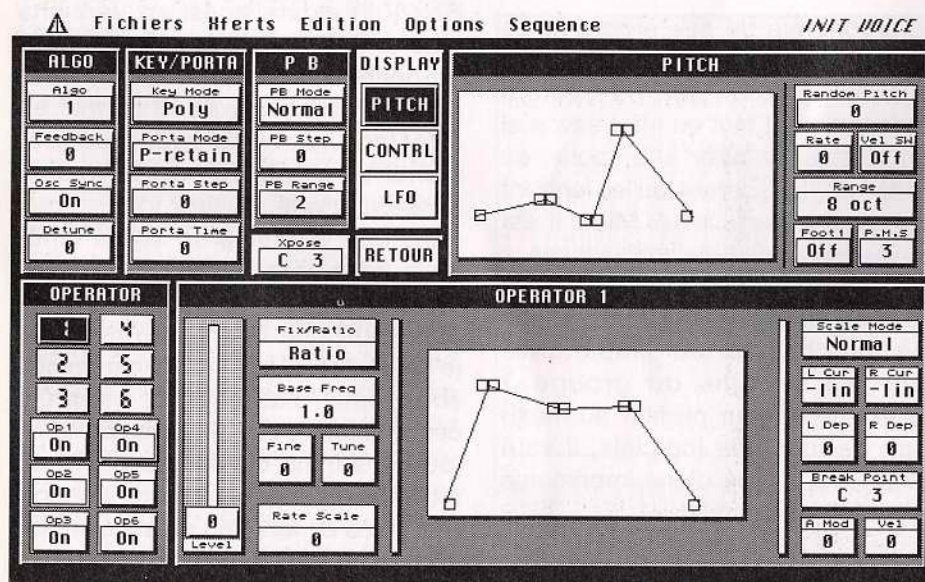 Fichiers Xferts Edition Options Sequence INIT VOICE
ALGO
Algo
1
Feedback
0
Osc Sync
On
Detune
0
KEY/PORTA
Key Mode
Poly
Porta Mode
P-retain
Porta Step
0
Porta Time
0
P B
PB Mode
Normal
PB Step
0
PB Range
2
Xpose
C 3
DISPLAY
PITCH
CONTRL
LFO
RETOUR
PITCH
Random Pitch
0
Rate Vel SW
0 Off
Range
8 oct
Foot1 P.M.S
Off 3
OPERATOR
1 4
2 5
3 6
Op1 Op4
On On
Op2 Op5
On On
Op3 Op6
On On
OPERATOR 1
0
Level
Fix/Ratio
Ratio
Base Freq
1.0
Fine Tune
0 0
Rate Scale
0
Scale Mode
Normal
L Cur R Cur
-lin -lin
L Dep R Dep
0 0
Break Point
C 3
A Mod Vel
0 0